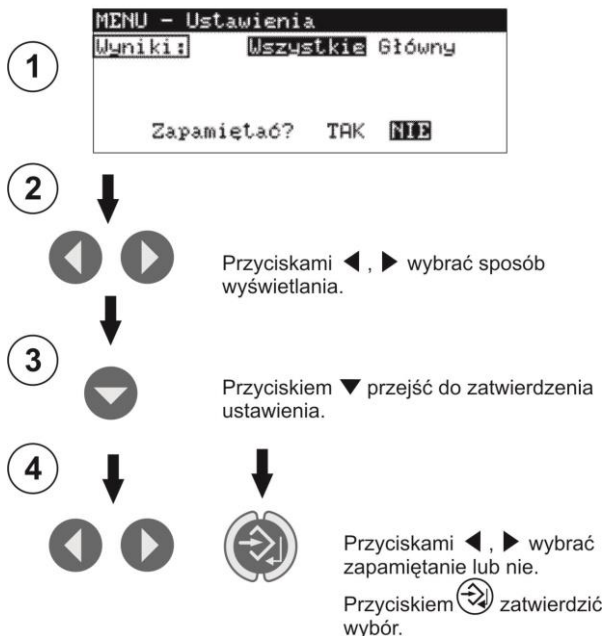 MENU - Ustawienia
Wyniki: Wszystkie Główny
1
Zapamiętać? TAK NIE
2
Przyciskami ◀ , ▶ wybrać sposób
wyświetlania.
3
Przyciskiem ▼ przejść do zatwierdzenia
ustawienia.
4
Przyciskami ◀ , ▶ wybrać
zapamiętanie lub nie.
Przyciskiem zatwierdzić
wybór.